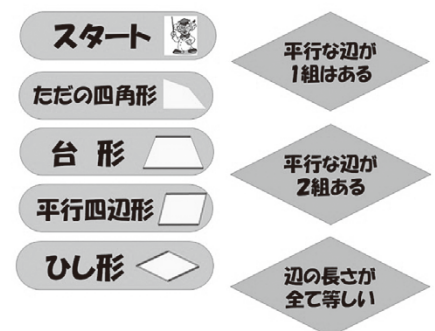 スタート
ただの四角形
台形
平行四辺形
ひし形
平行な辺が
1組はある
平行な辺が
2組ある
辺の長さが
全て等しい